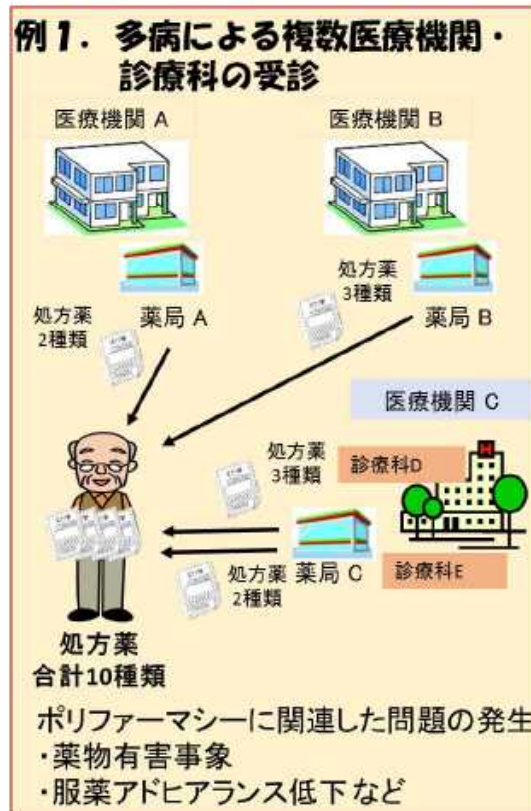 例1．多病による複数医療機関・
診療科の受診
医療機関 A
医療機関 B
処方薬
2種類
薬局 A
処方薬
3種類
薬局 B
医療機関 C
処方薬
3種類
診療科D
H
処方薬
2種類
薬局 C
診療科E
処方薬
合計10種類
ポリファーマシーに関連した問題の発生
・薬物有害事象
・服薬アドヒアランス低下など